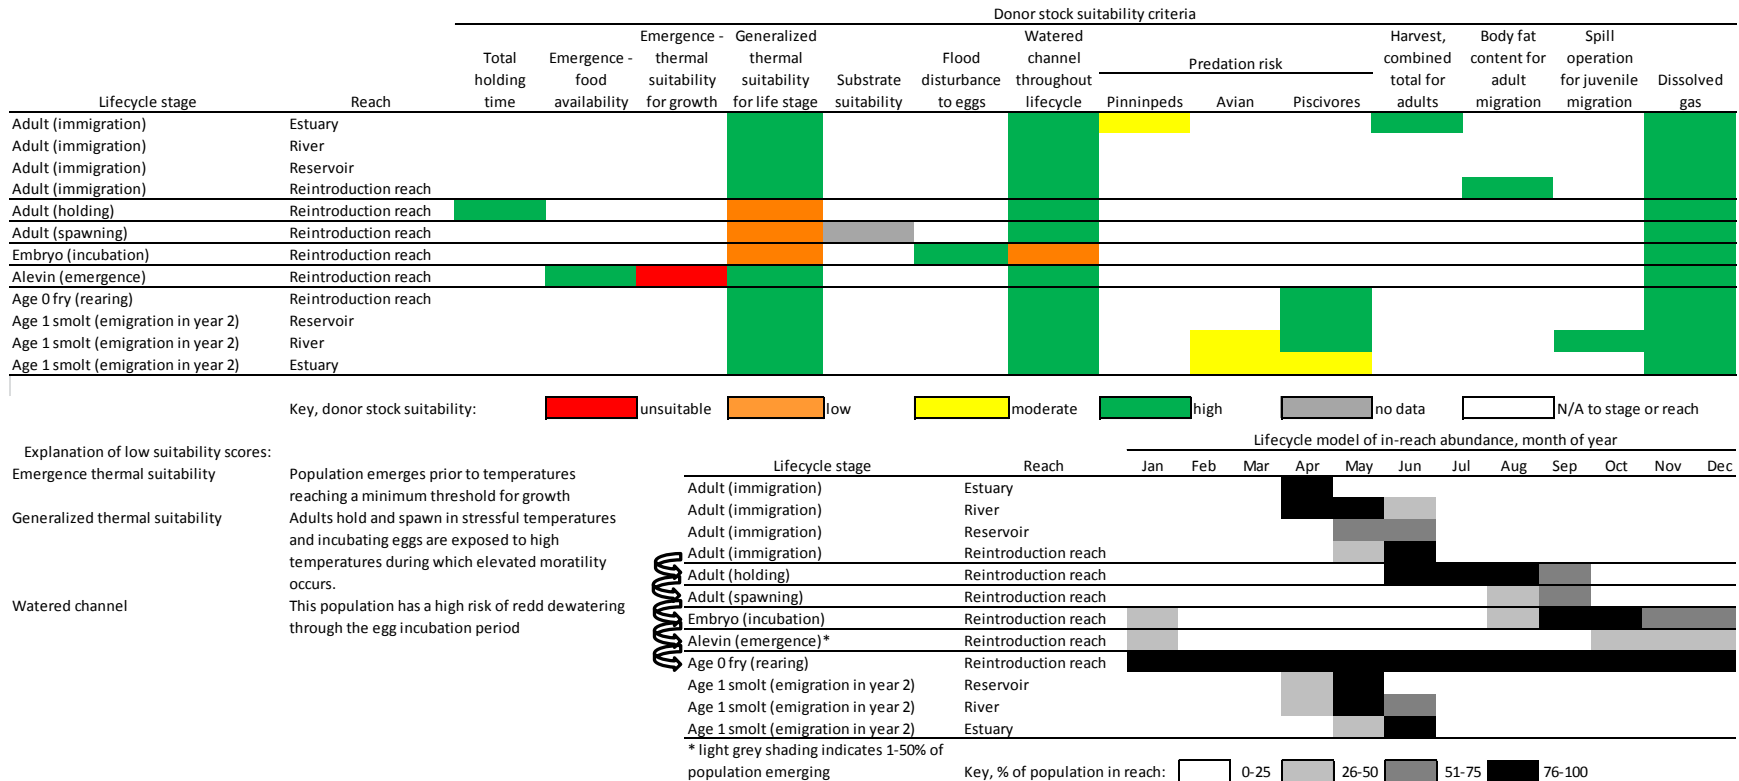 Donor stock suitability criteria
Emergence - Generalized Watered Harvest, Body fat Spill
Total Emergence - thermal thermal Flood channel Predation risk combined content for operation
holding food suitability suitability Substrate disturbance throughout total for adult for juvenile Dissolved
Lifecycle stage Reach time availability for growth for life stage suitability to eggs lifecycle Pinninpeds Avian Piscivores adults migration migration gas
Adult (immigration) Estuary
Adult (immigration) River
Adult (immigration) Reservoir
Adult (immigration) Reintroduction reach
Adult (holding) Reintroduction reach
Adult (spawning) Reintroduction reach
Embryo (incubation) Reintroduction reach
Alevin (emergence) Reintroduction reach
Age 0 fry (rearing) Reintroduction reach
Age 1 smolt (emigration in year 2) Reservoir
Age 1 smolt (emigration in year 2) River
Age 1 smolt (emigration in year 2) Estuary
Key, donor stock suitability: unsuitable low moderate high no data N/A to stage or reach
Explanation of low suitability scores:
Emergence thermal suitability Population emerges prior to temperatures
reaching a minimum threshold for growth
Generalized thermal suitability Adults hold and spawn in stressful temperatures
and incubating eggs are exposed to high
temperatures during which elevated moratility
occurs.
Watered channel This population has a high risk of redd dewatering
through the egg incubation period
Lifecycle model of in-reach abundance, month of year
Lifecycle stage Reach Jan Feb Mar Apr May Jun Jul Aug Sep Oct Nov Dec
Adult (immigration) Estuary
Adult (immigration) River
Adult (immigration) Reservoir
Adult (immigration) Reintroduction reach
Adult (holding) Reintroduction reach
Adult (spawning) Reintroduction reach
Embryo (incubation) Reintroduction reach
Alevin (emergence)* Reintroduction reach
Age 0 fry (rearing) Reintroduction reach
Age 1 smolt (emigration in year 2) Reservoir
Age 1 smolt (emigration in year 2) River
Age 1 smolt (emigration in year 2) Estuary
* light grey shading indicates 1-50% of
population emerging
Key, % of population in reach: 0-25 26-50 51-75 76-100